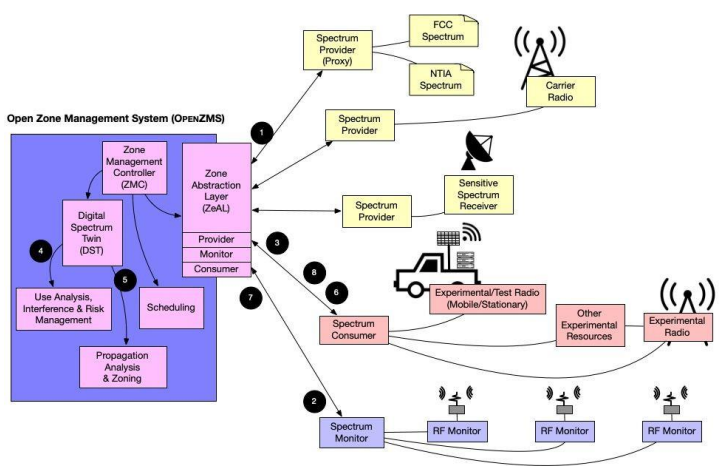 FCC
Spectrum
Spectrum
Provider
(Proxy)
NTIA
Spectrum
Carrier
Radio
Open Zone Management System (OPENZMS)
1
Spectrum
Provider
Zone
Management
Controller
(ZMC)
Zone
Abstraction
Layer
(ZeAL)
Sensitive
Spectrum
Receiver
Spectrum
Provider
Digital
Spectrum
Twin
(DST)
Provider
Monitor
Consumer
3
4
5
8
7
6
Use Analysis,
Interference & Risk
Management
Scheduling
Experimental/Test Radio
(Mobile/Stationary)
Spectrum
Consumer
Other
Experimental
Resources
Experimental
Radio
Propagation
Analysis
& Zoning
2
Spectrum
Monitor
RF Monitor
RF Monitor
RF Monitor